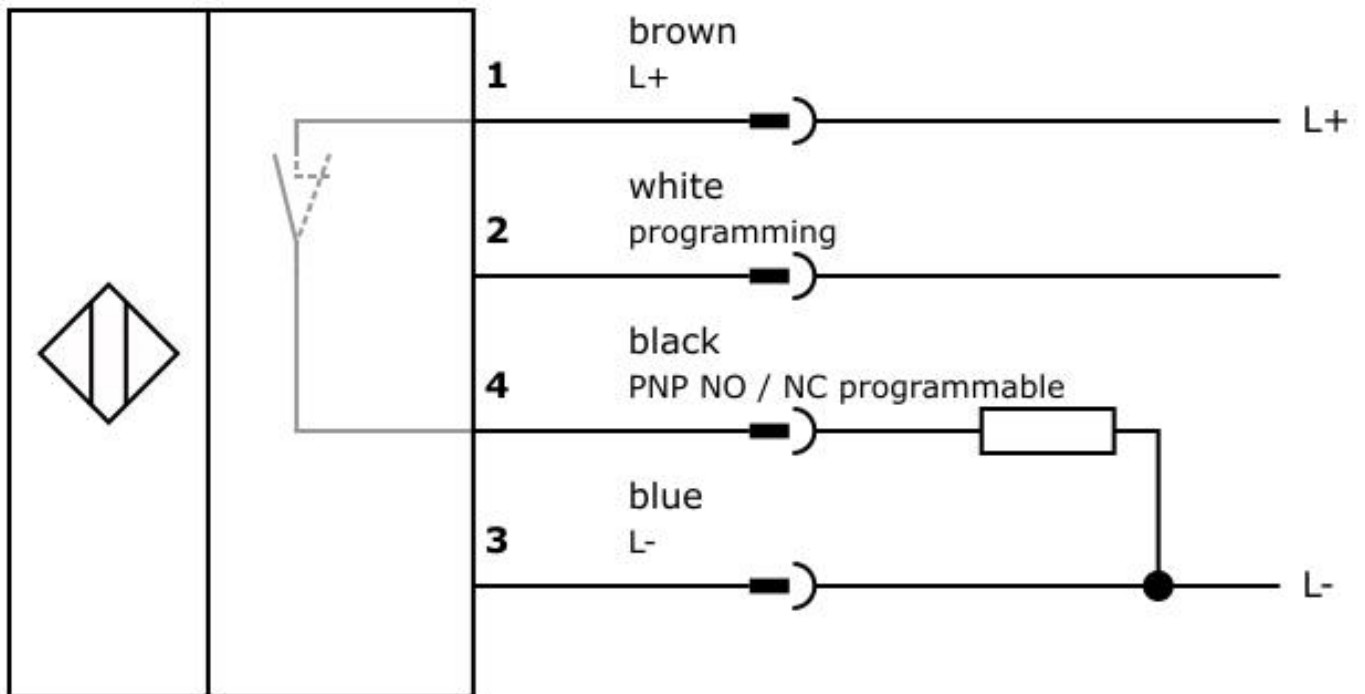 brown
1 L+
L+
white
2 programming
black
4 PNP NO / NC programmable
blue
3 L-
L-